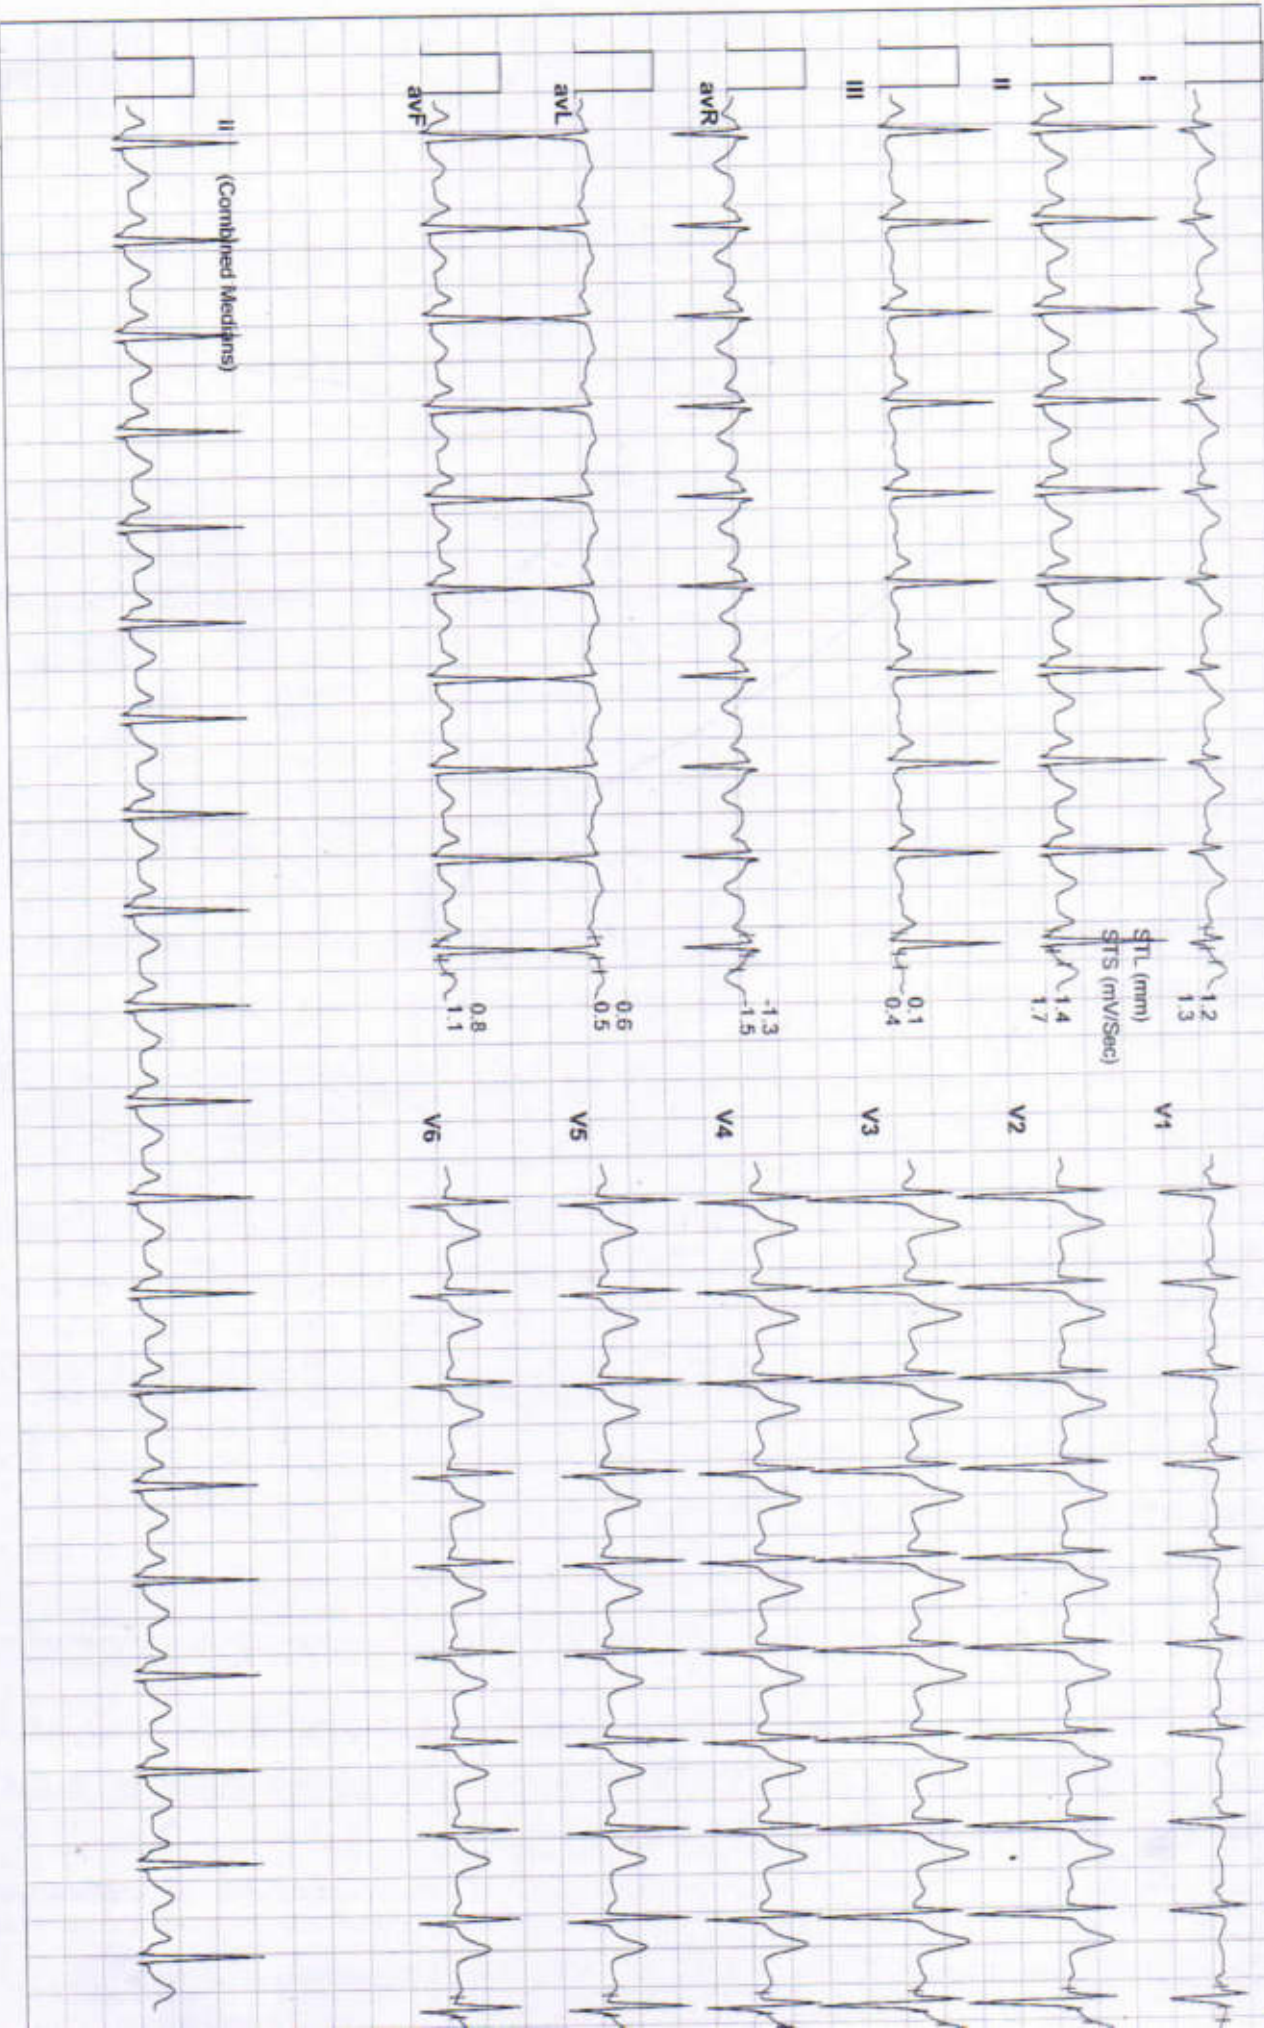 I
STL (mm)
STS (mV/Sec)
1.2
1.3
II
1.4
1.7
III
0.1
0.4
avR
-1.3
-1.5
avL
0.6
0.5
avF
0.8
1.1
V1
V2
V3
V4
V5
V6
II (Combined Medians)